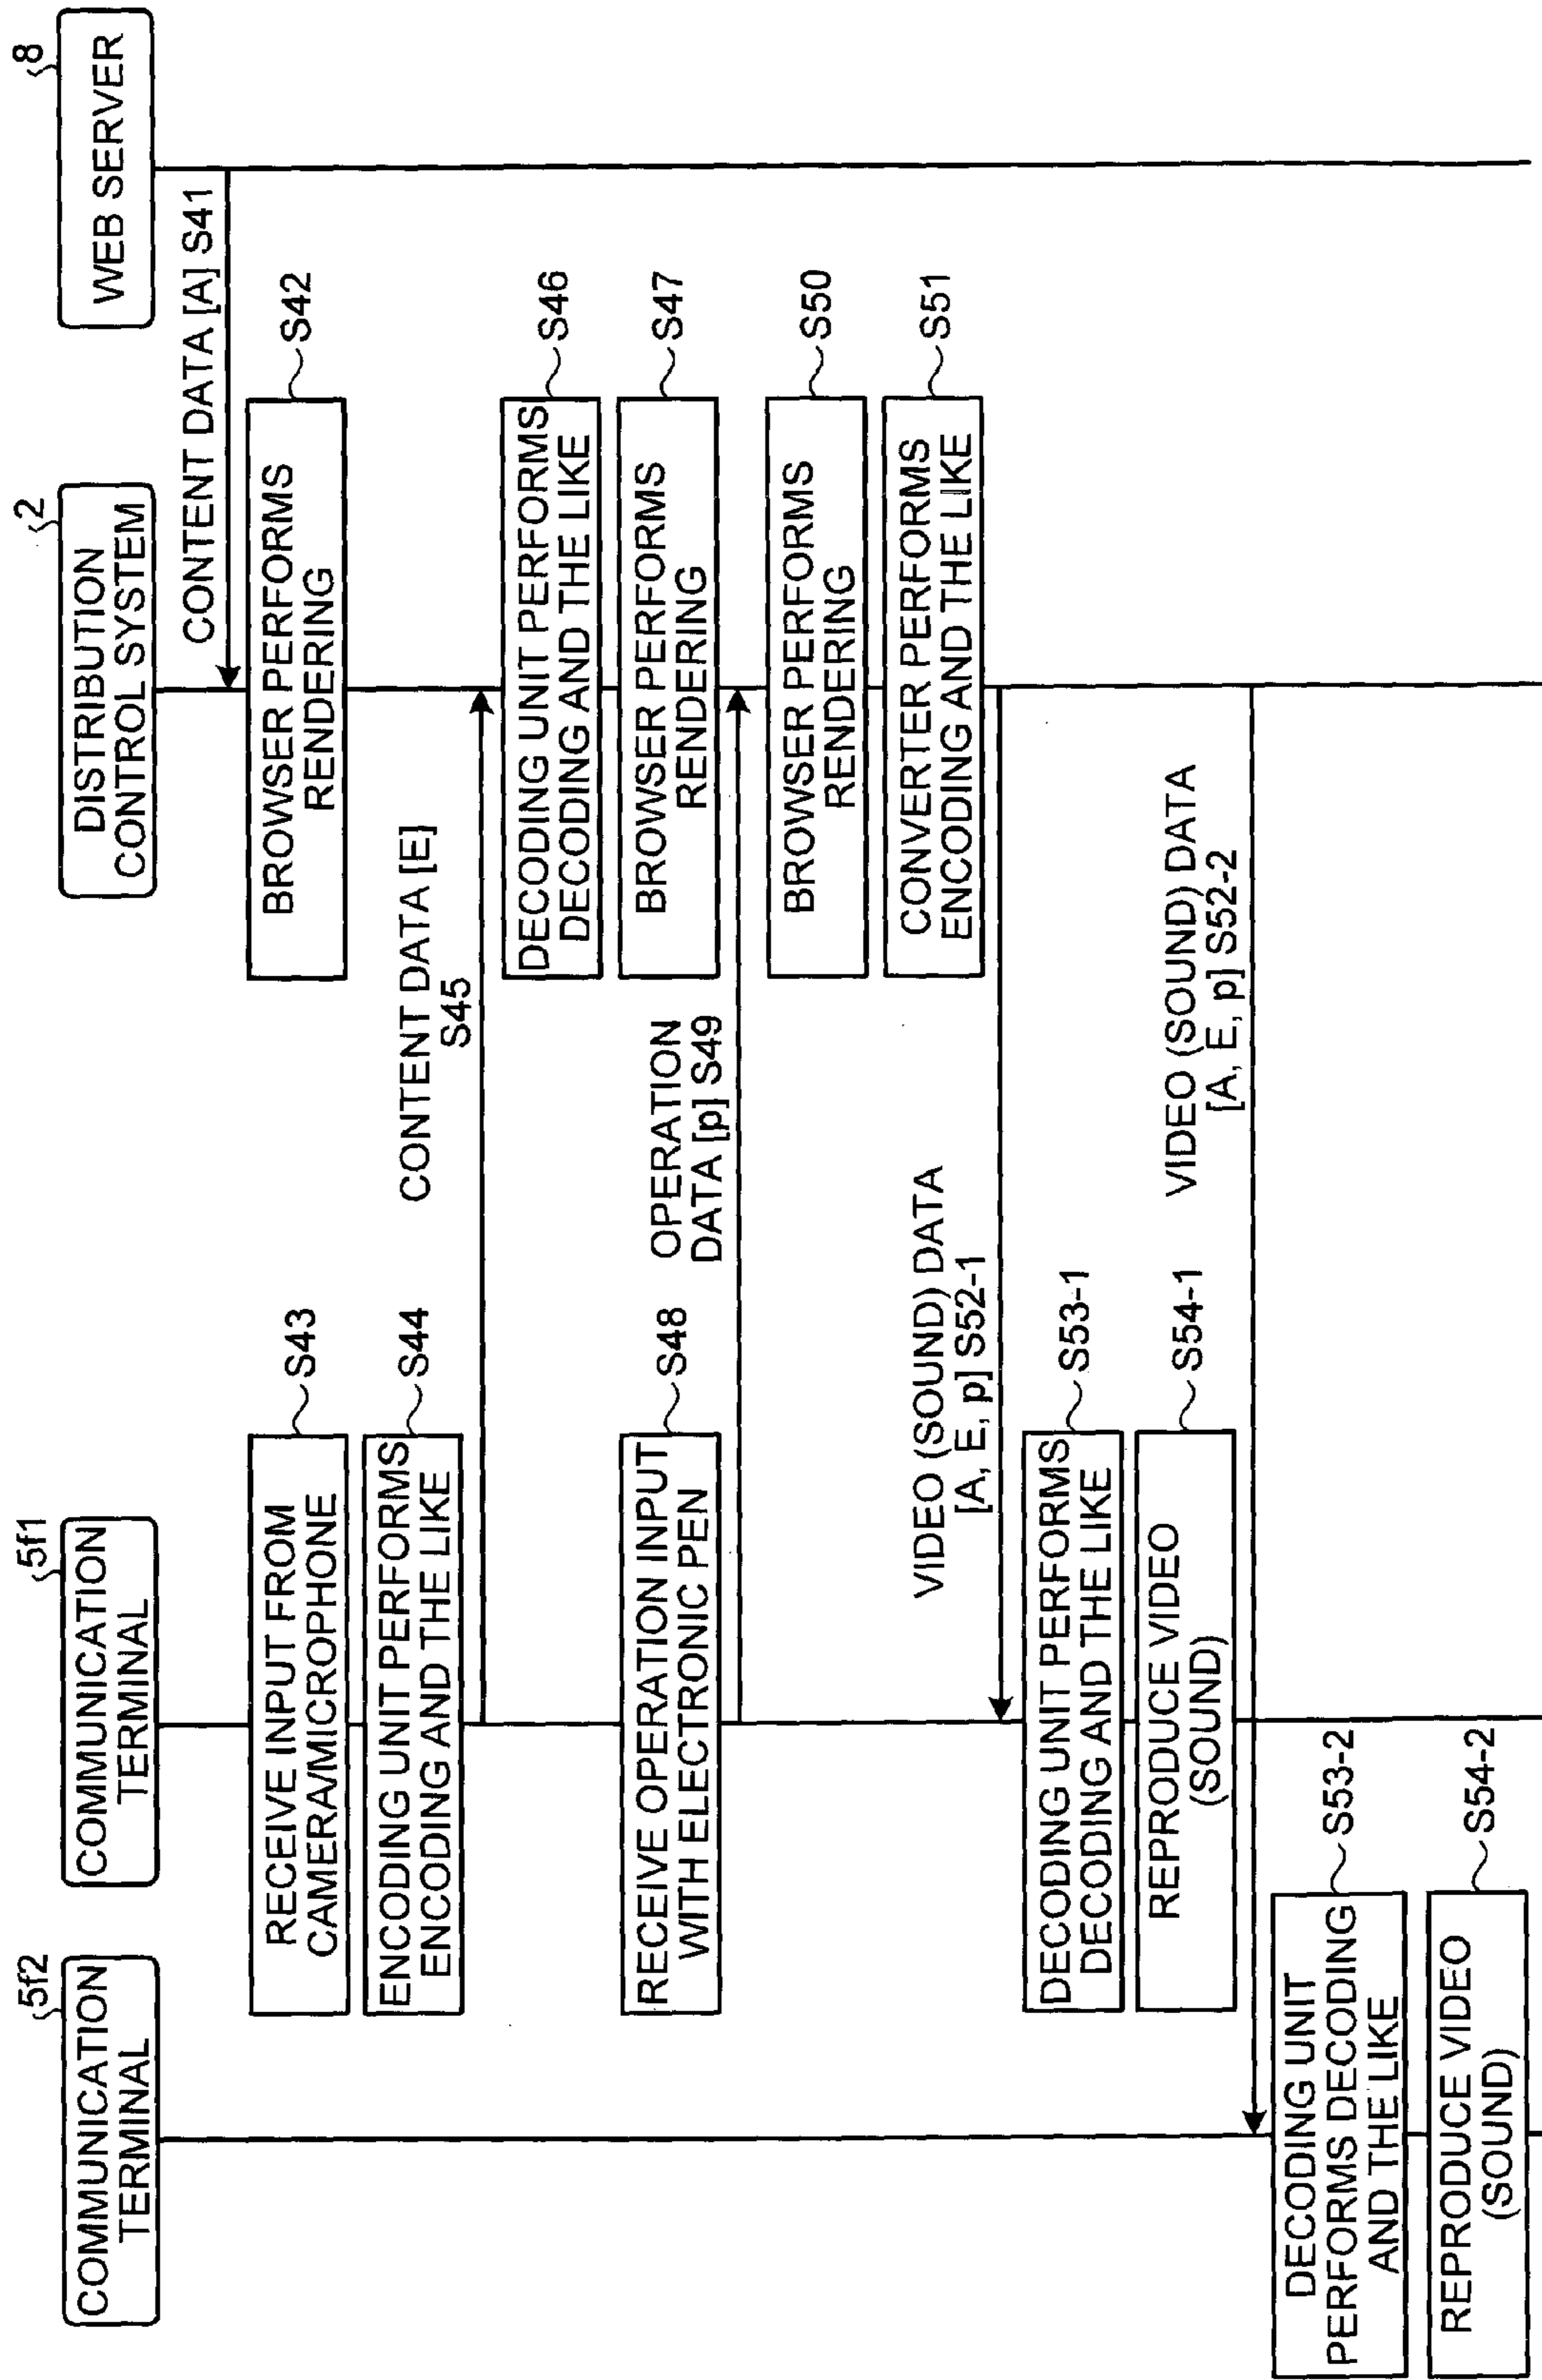 5f2
COMMUNICATION
TERMINAL
5f1
COMMUNICATION
TERMINAL
2
DISTRIBUTION
CONTROL SYSTEM
8
WEB SERVER
CONTENT DATA [A] S41
BROWSER PERFORMS
RENDERING
S42
RECEIVE INPUT FROM
CAMERA/MICROPHONE
S43
ENCODING UNIT PERFORMS
ENCODING AND THE LIKE
S44
CONTENT DATA [E]
S45
DECODING UNIT PERFORMS
DECODING AND THE LIKE
S46
BROWSER PERFORMS
RENDERING
S47
RECEIVE OPERATION INPUT
WITH ELECTRONIC PEN
S48
OPERATION
DATA [p] S49
BROWSER PERFORMS
RENDERING
S50
CONVERTER PERFORMS
ENCODING AND THE LIKE
S51
VIDEO (SOUND) DATA
[A, E, p] S52-1
DECODING UNIT PERFORMS
DECODING AND THE LIKE
S53-1
REPRODUCE VIDEO
(SOUND)
S54-1
VIDEO (SOUND) DATA
[A, E, p] S52-2
DECODING UNIT
PERFORMS DECODING
AND THE LIKE
S53-2
REPRODUCE VIDEO
(SOUND)
S54-2